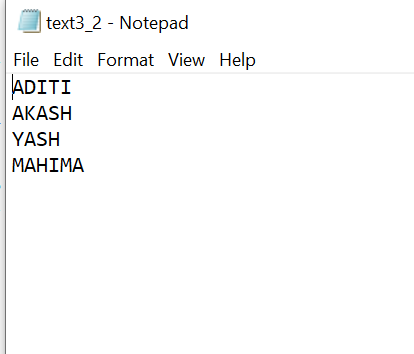 text3_2 - Notepad
File Edit Format View Help
ADITI
AKASH
YASH
MAHIMA